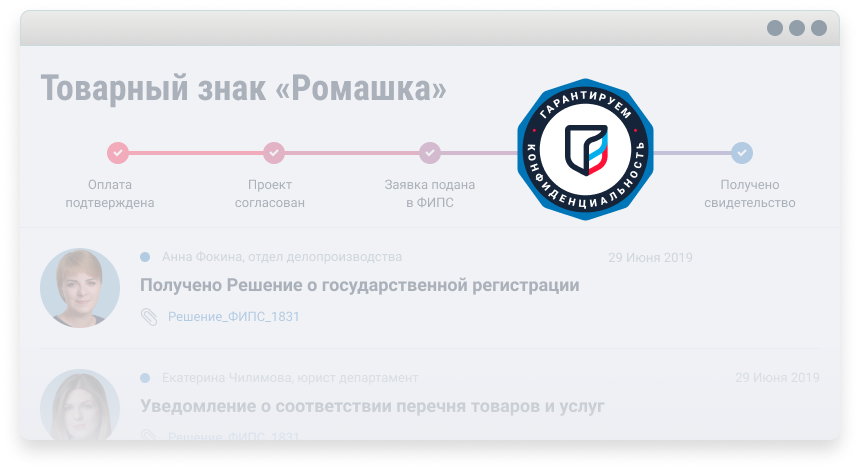 Товарный знак «Ромашка»
ГАРАНТИРУЕМ
КОНФИДЕНЦИАЛЬНОСТЬ
Оплата
подтверждена
Проект
согласован
Заявка подана
в ФИПС
Получено
свидетельство
Анна Фокина, отдел делопроизводства
29 Июня 2019
Получено Решение о государственной регистрации
Решение_ФИПС_1831
Екатерина Чилимова, юрист департамент
29 Июня 2019
Уведомление о соответствии перечня товаров и услуг
Решение_ФИПС_1831